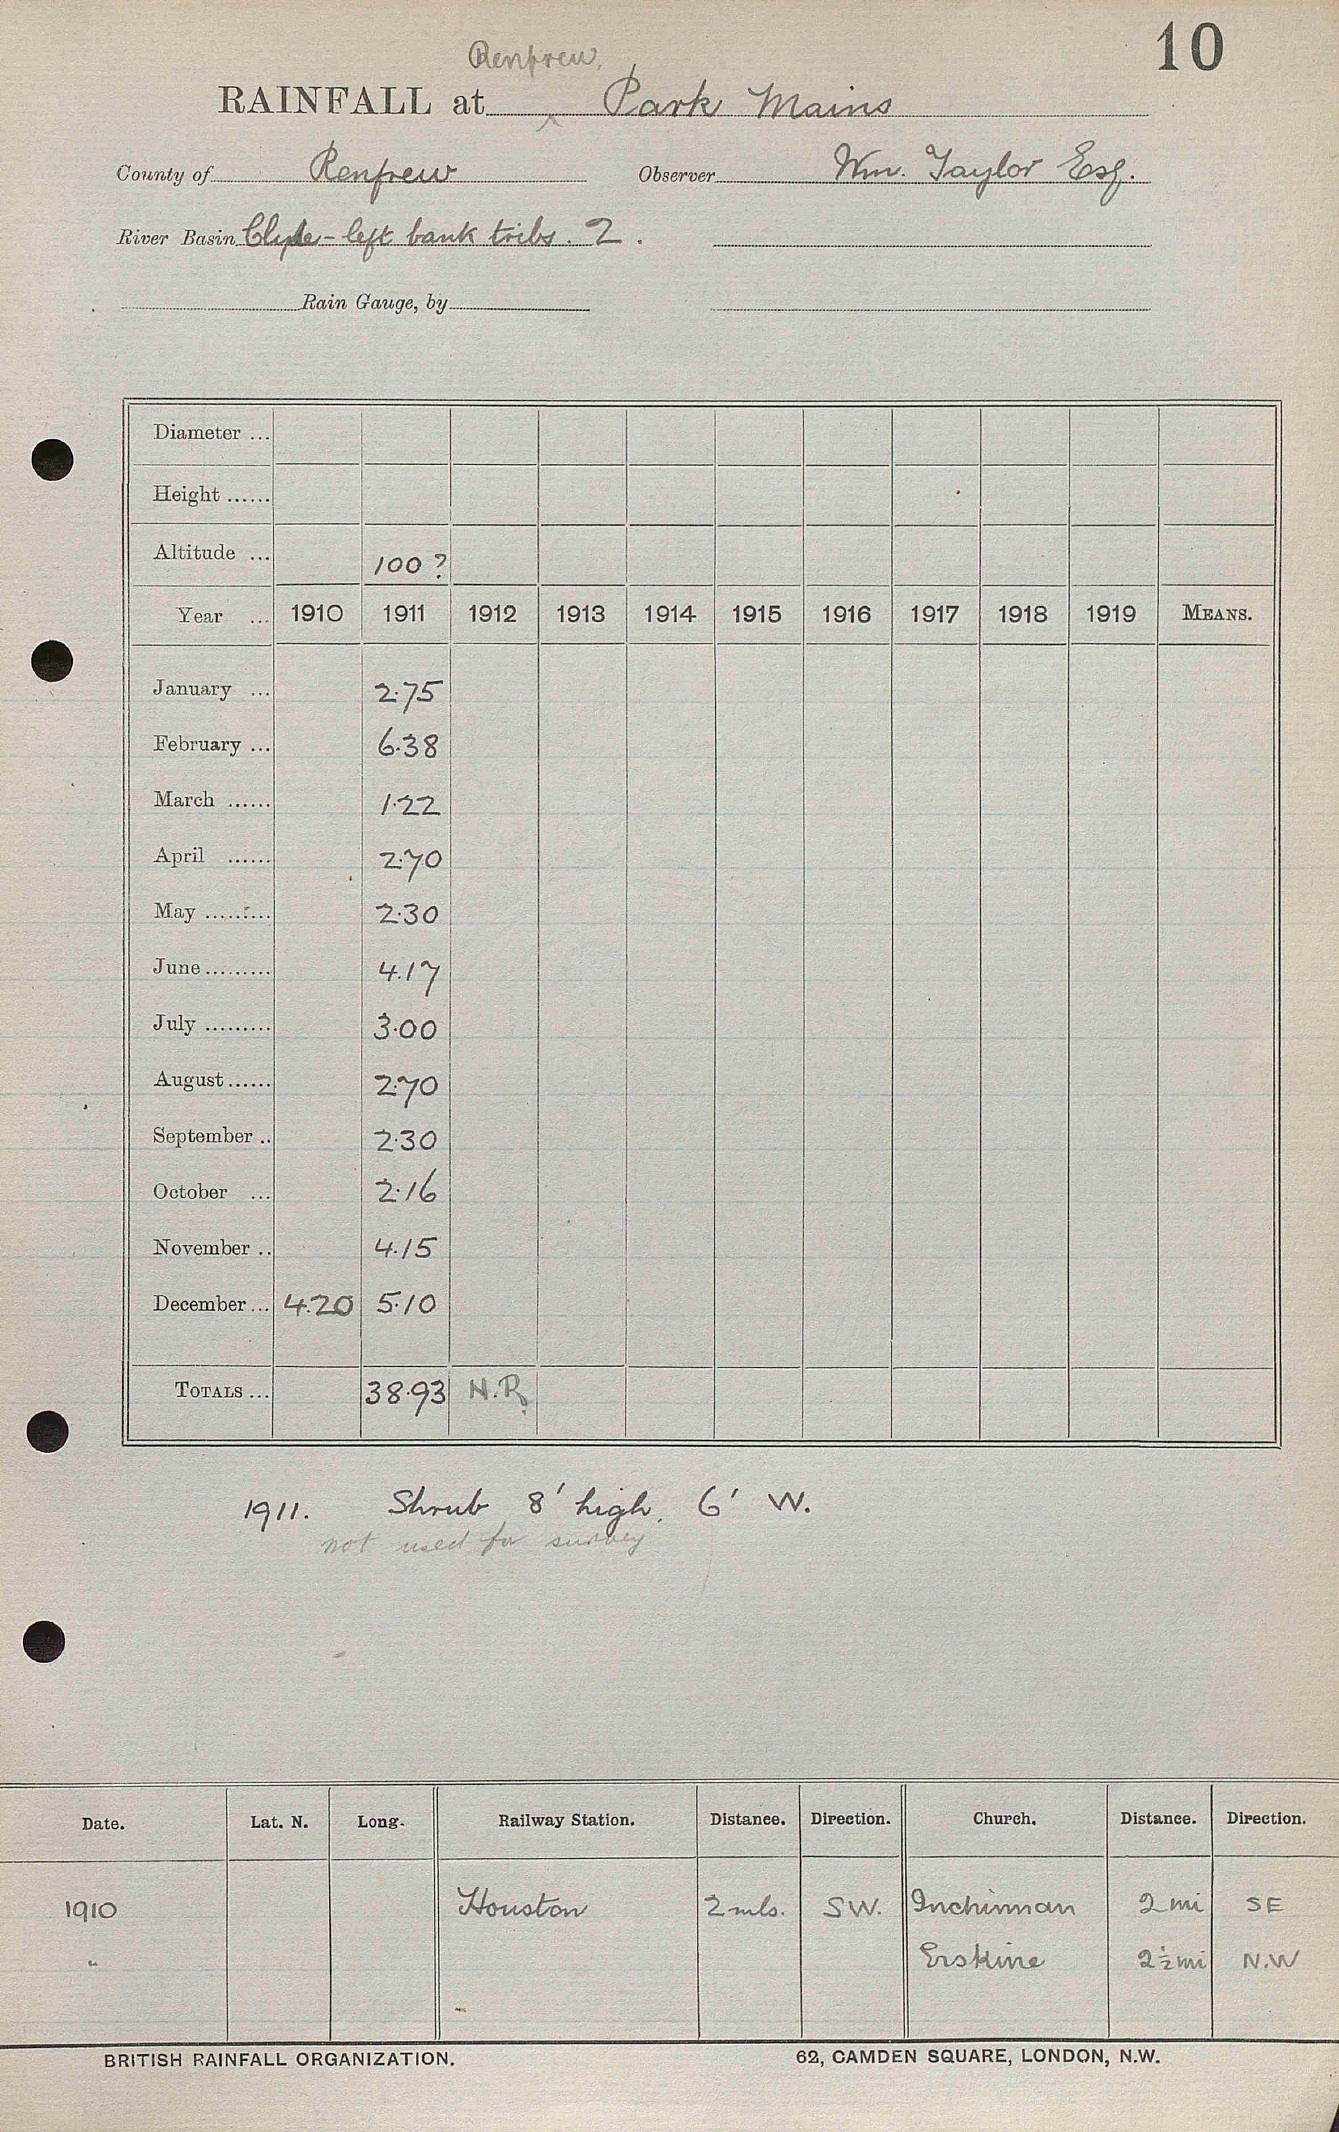 10
Renfrew,
RAINFALL at ‸ Park Mains
County of Renfrew Observer Wm. Taylor Esq.
River Basin Clyde - left bank tribs. 2.
Rain Gauge, by
Diameter ...
Height ......
Altitude ... 100 ?
Year ... 1910 1911 1912 1913 1914 1915 1916 1917 1918 1919 MEANS.
January ... 2.75
February ... 6.38
March ...... 1.22
April ...... 2.70
May ......... 2.30
June ......... 4.17
July ......... 3.00
August ...... 2.70
September .. 2.30
October ... 2.16
November .. 4.15
December ... 4.20 5.10
TOTALS ... 38.93 N.R.
1911. Shrub 8' high, 6' W.
not used for survey
Date. Lat. N. Long. Railway Station. Distance. Direction. Church. Distance. Direction.
1910 Houston 2 mls. SW. Inchinnan 2 mi SE
" Erskine 2½ mi N.W
BRITISH RAINFALL ORGANIZATION. 62, CAMDEN SQUARE, LONDON, N.W.